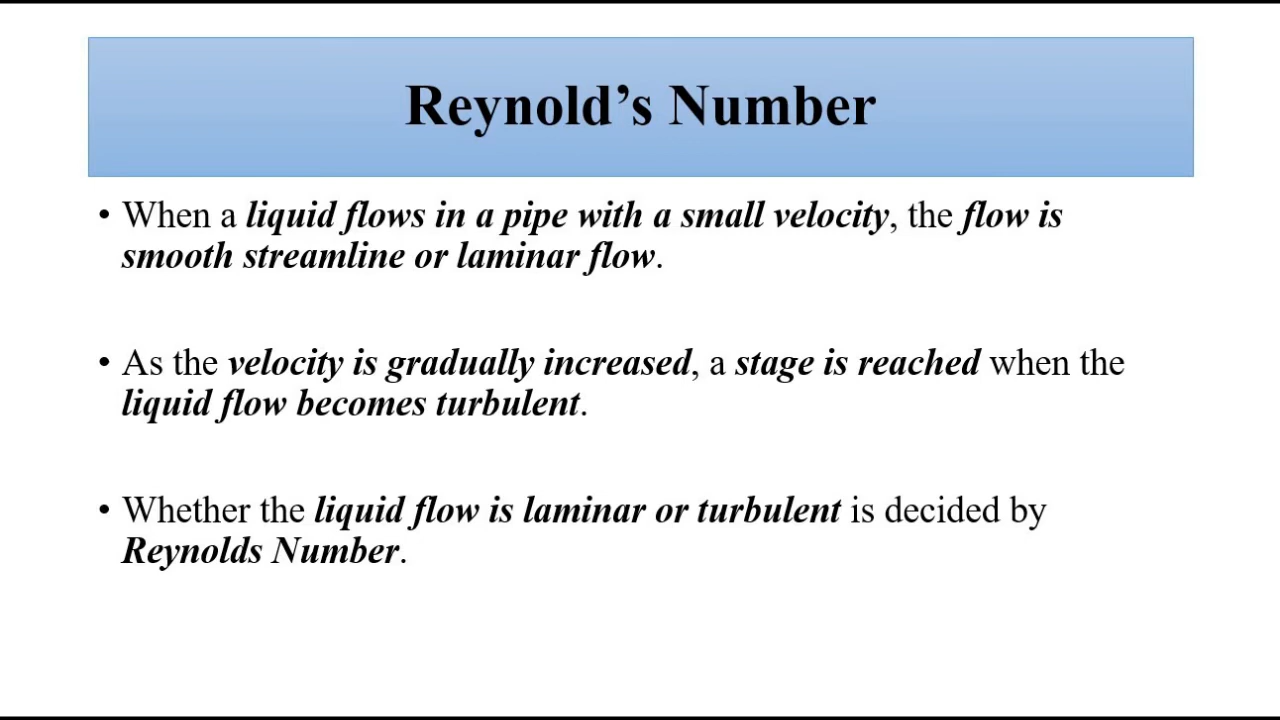 Reynold’s Number
• When a liquid flows in a pipe with a small velocity, the flow is
smooth streamline or laminar flow.
• As the velocity is gradually increased, a stage is reached when the
liquid flow becomes turbulent.
• Whether the liquid flow is laminar or turbulent is decided by
Reynolds Number.